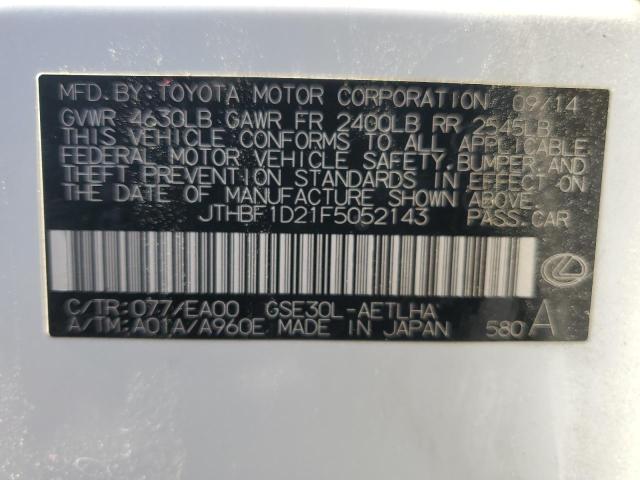 MFD. BY: TOYOTA MOTOR CORPORATION 09/14
GVWR 4630LB GAWR FR 2400LB RR 2545LB
THIS VEHICLE CONFORMS TO ALL APPLICABLE
FEDERAL MOTOR VEHICLE SAFETY, BUMPER, AND
THEFT PREVENTION STANDARDS IN EFFECT ON
THE DATE OF MANUFACTURE SHOWN ABOVE.
JTHBF1D21F5052143 PASS. CAR
C/TR: 077/EA00 GSE30L-AETLHA
A/TM: A01A/A960E MADE IN JAPAN 580 A